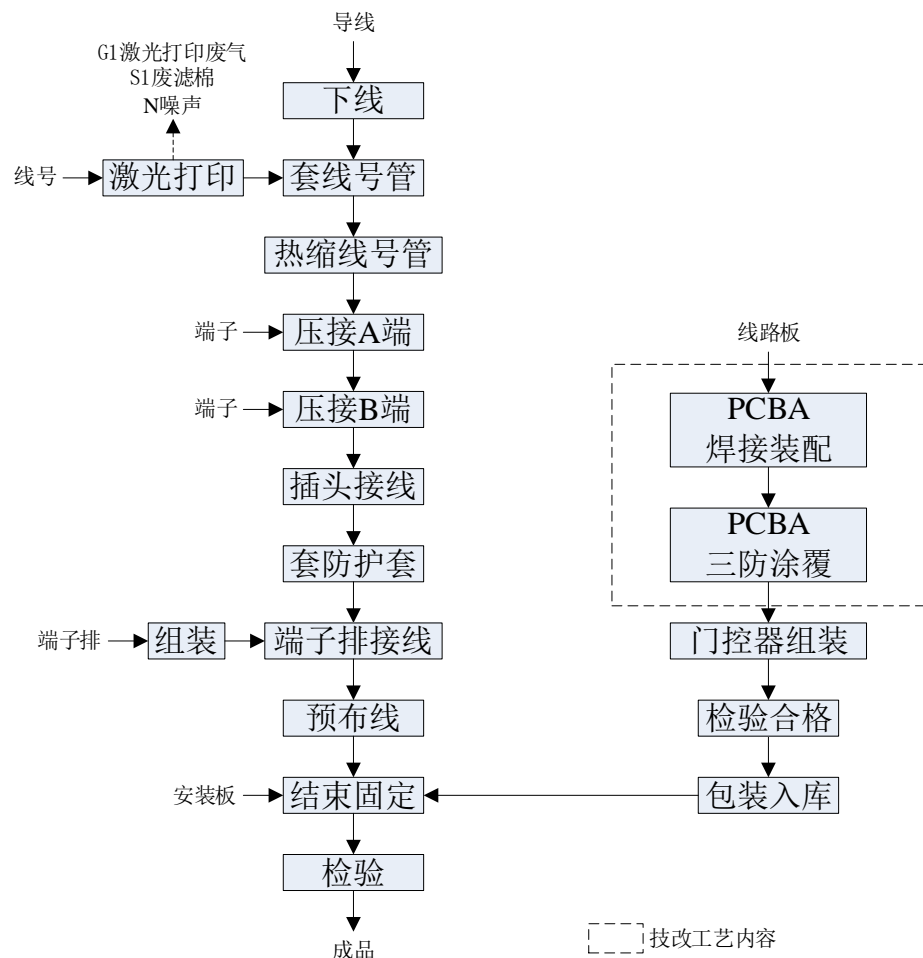 导线
G1激光打印废气
S1废滤棉
N噪声
下线
线号
激光打印
套线号管
热缩线号管
端子
压接A端
线路板
端子
压接B端
PCBA
焊接装配
插头接线
PCBA
三防涂覆
套防护套
端子排
组装
端子排接线
门控器组装
预布线
检验合格
安装板
结束固定
包装入库
检验
成品
技改工艺内容